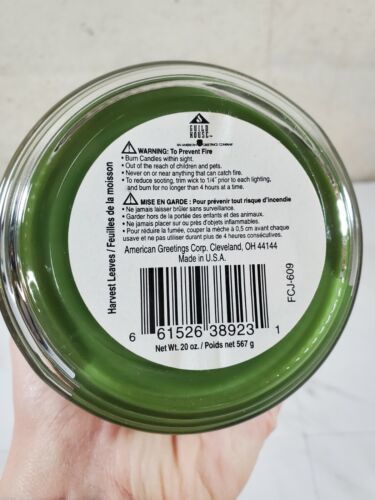 GUILD
HOUSE™
AN AMERICAN GREETINGS COMPANY
WARNING: To Prevent Fire
• Burn Candles within sight.
• Out of the reach of children and pets.
• Never on or near anything that can catch fire.
• To reduce sooting, trim wick to 1/4" prior to each lighting,
and burn for no longer than 4 hours at a time.
MISE EN GARDE : Pour prévenir tout risque d'incendie
• Ne jamais laisser brûler sans surveillance.
• Garder hors de la portée des enfants et des animaux.
• Ne jamais placer sur ou près d'objets inflammables.
• Pour réduire la fumée, couper la mèche à 0,5 cm avant chaque
usage et ne pas utiliser durant plus de 4 heures consécutives.
American Greetings Corp. Cleveland, OH 44144
Made in U.S.A.
6 61526 38923 1
Net Wt. 20 oz. / Poids net 567 g
Harvest Leaves / Feuilles de la moisson
FCJ-609